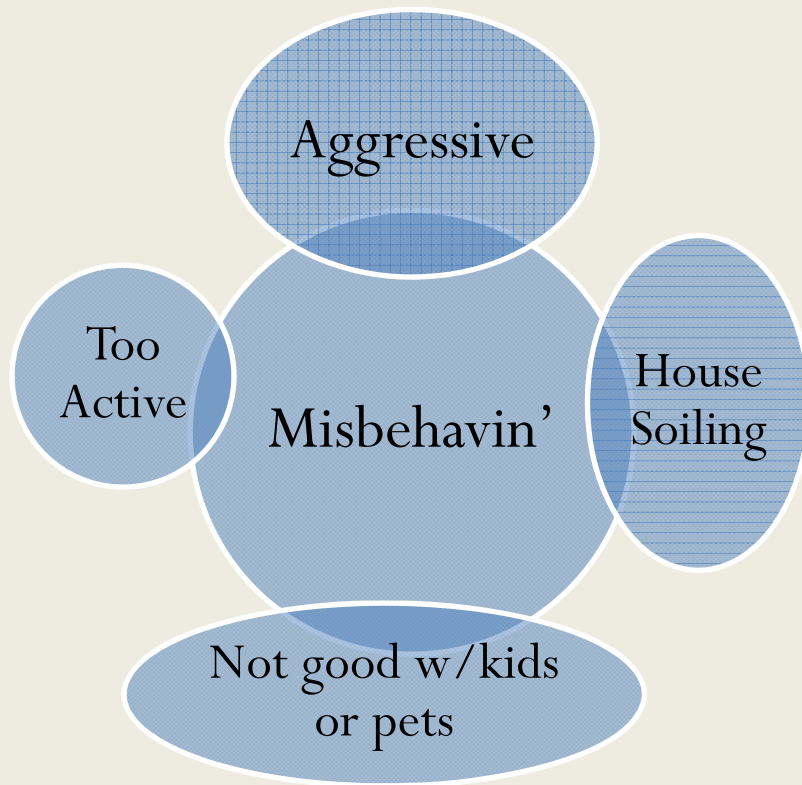 Aggressive
Too
Active
Misbehavin’
House
Soiling
Not good w/kids
or pets